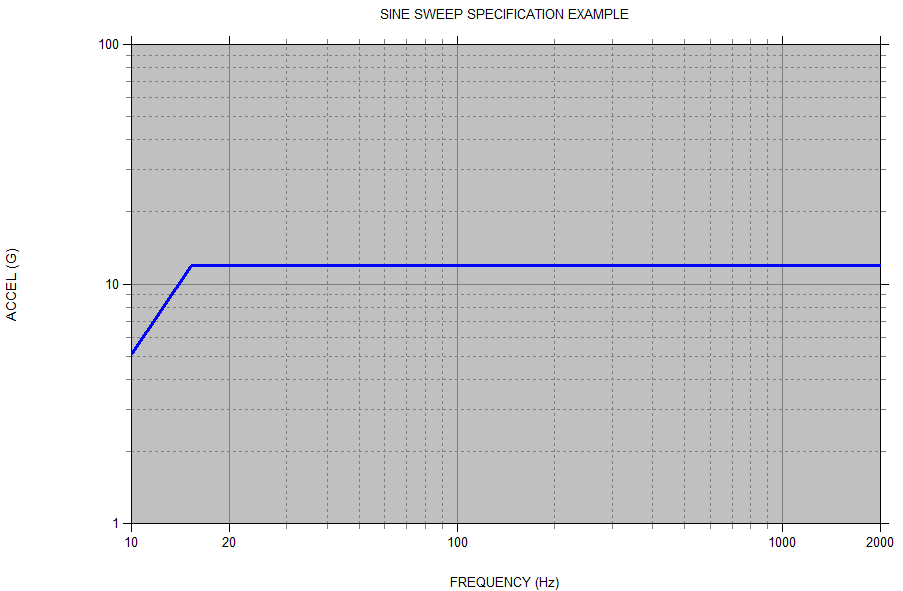 SINE SWEEP SPECIFICATION EXAMPLE
100
10
1
ACCEL (G)
10 20 100 1000 2000
FREQUENCY (Hz)